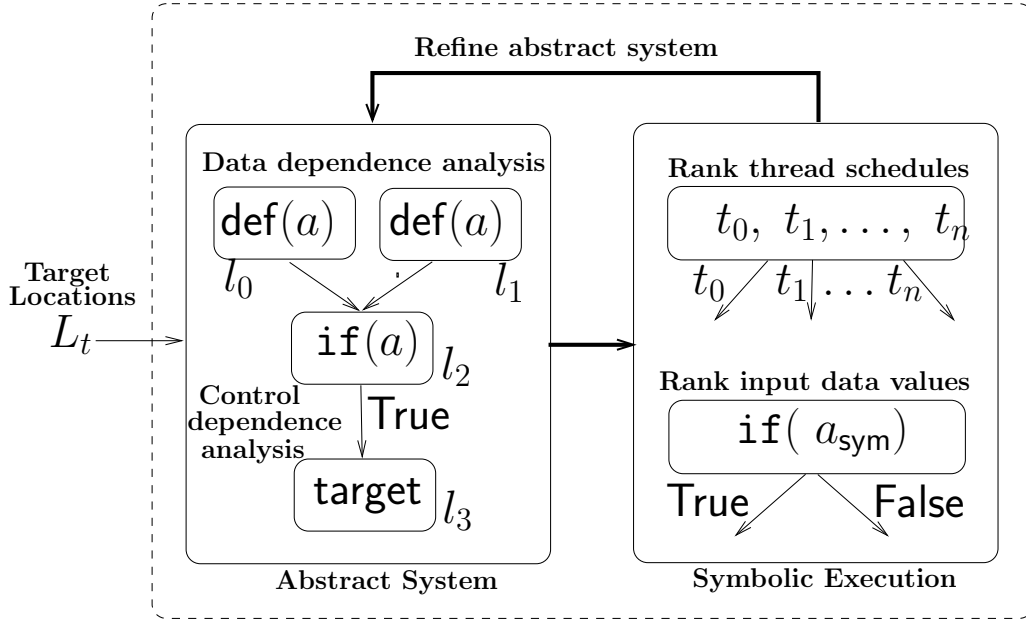 Refine abstract system
Data dependence analysis
def(a)
def(a)
l₀
l₁
Target
Locations
Lₜ
if(a)
l₂
Control
dependence
analysis
True
target
l₃
Abstract System
Rank thread schedules
t₀, t₁, ..., tₙ
t₀ t₁ ... tₙ
Rank input data values
if( a_sym)
True
False
Symbolic Execution